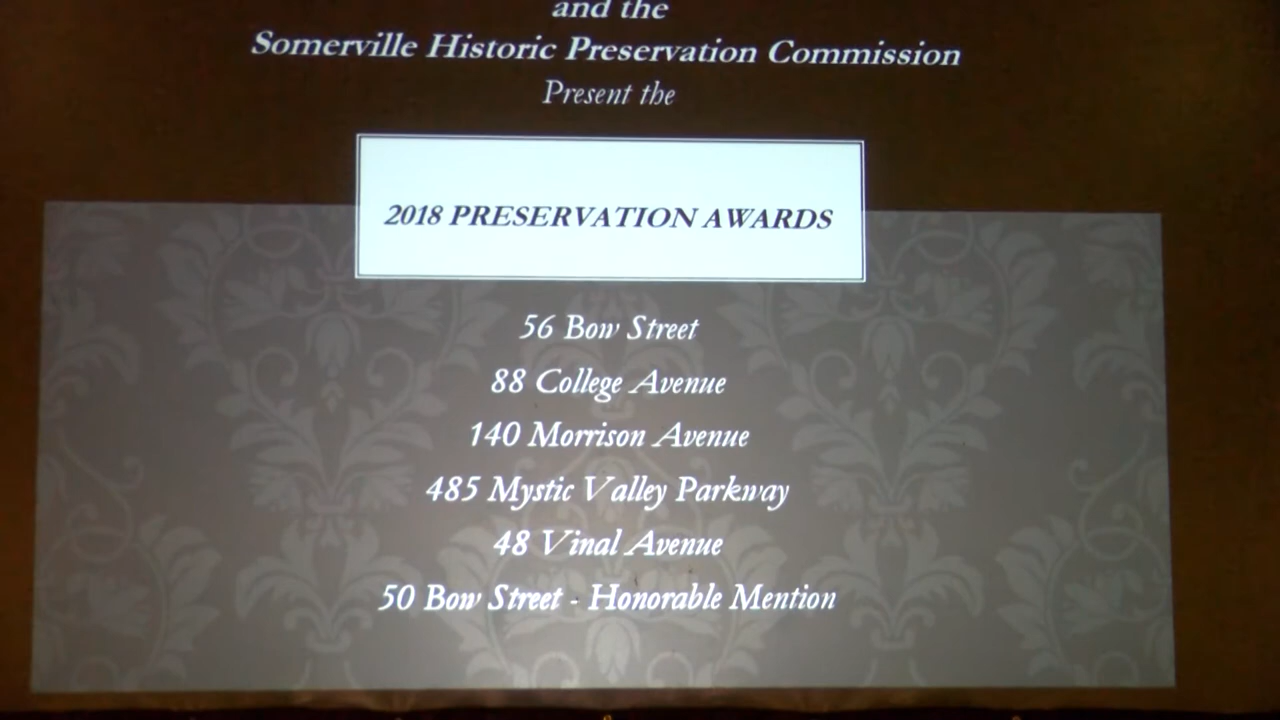 and the
Somerville Historic Preservation Commission
Present the
2018 PRESERVATION AWARDS
56 Bow Street
88 College Avenue
140 Morrison Avenue
485 Mystic Valley Parkway
48 Vinal Avenue
50 Bow Street - Honorable Mention